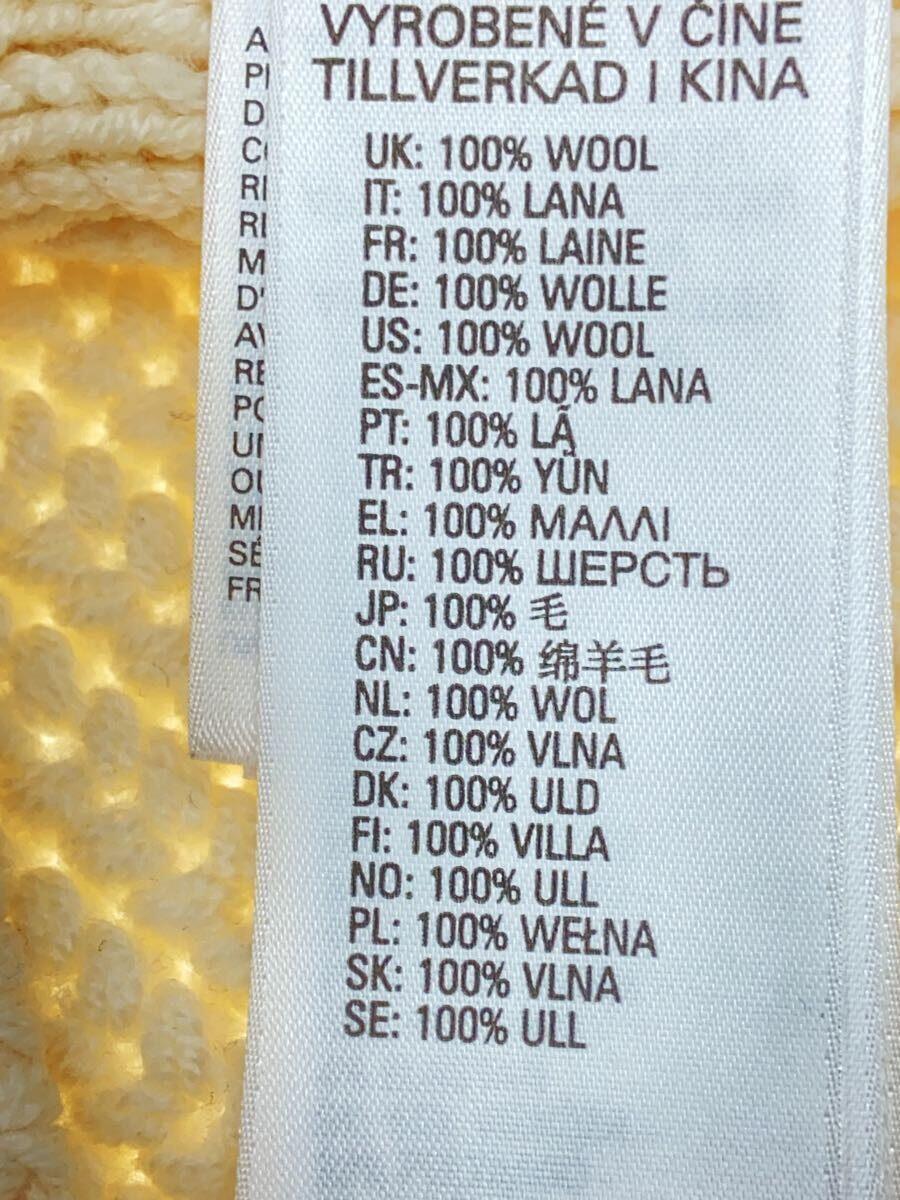 VYROBENÉ V ČÍNE
TILLVERKAD I KINA
UK: 100% WOOL
IT: 100% LANA
FR: 100% LAINE
DE: 100% WOLLE
US: 100% WOOL
ES-MX: 100% LANA
PT: 100% LÃ
TR: 100% YÜN
EL: 100% ΜΑΛΛΙ
RU: 100% ШЕРСТЬ
JP: 100% 毛
CN: 100% 绵羊毛
NL: 100% WOL
CZ: 100% VLNA
DK: 100% ULD
FI: 100% VILLA
NO: 100% ULL
PL: 100% WEŁNA
SK: 100% VLNA
SE: 100% ULL